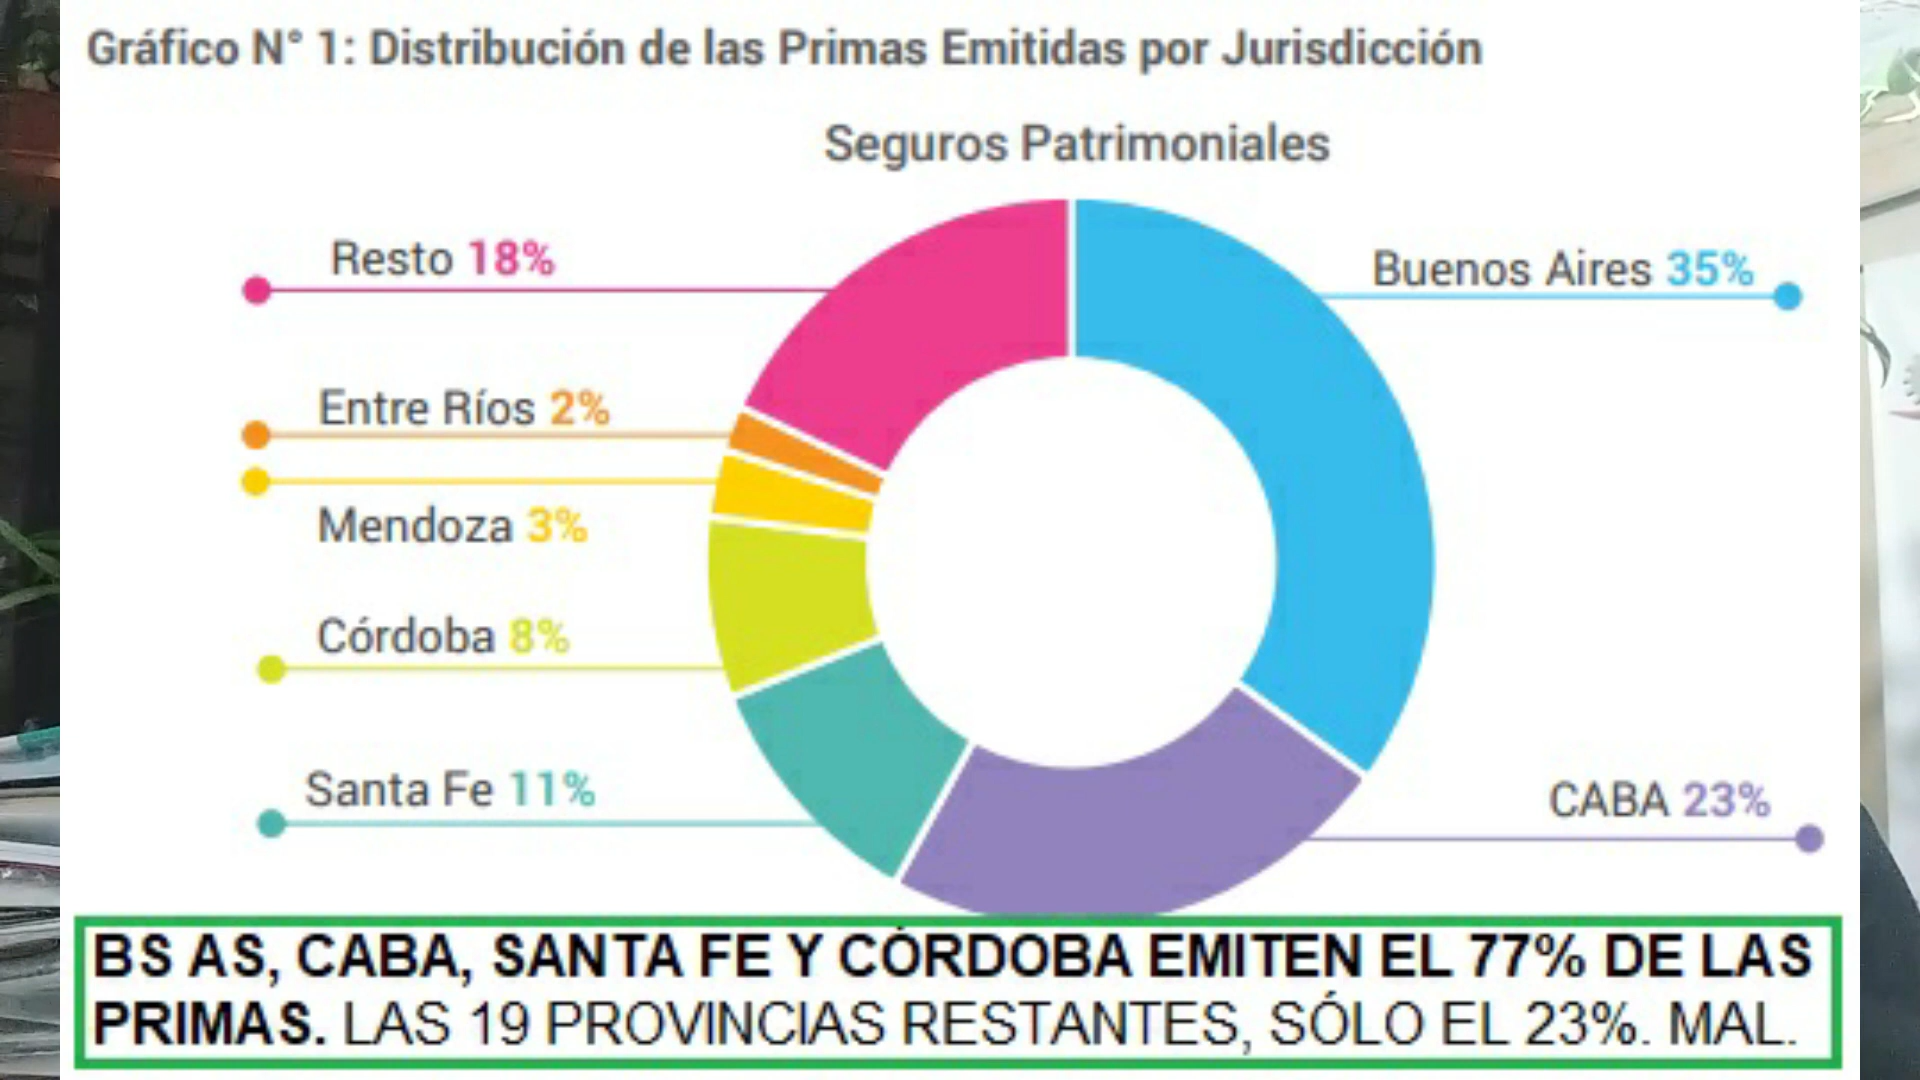 Gráfico N° 1: Distribución de las Primas Emitidas por Jurisdicción
Seguros Patrimoniales
Resto 18%
Buenos Aires 35%
Entre Ríos 2%
Mendoza 3%
Córdoba 8%
Santa Fe 11%
CABA 23%
BS AS, CABA, SANTA FE Y CÓRDOBA EMITEN EL 77% DE LAS
PRIMAS. LAS 19 PROVINCIAS RESTANTES, SÓLO EL 23%. MAL.